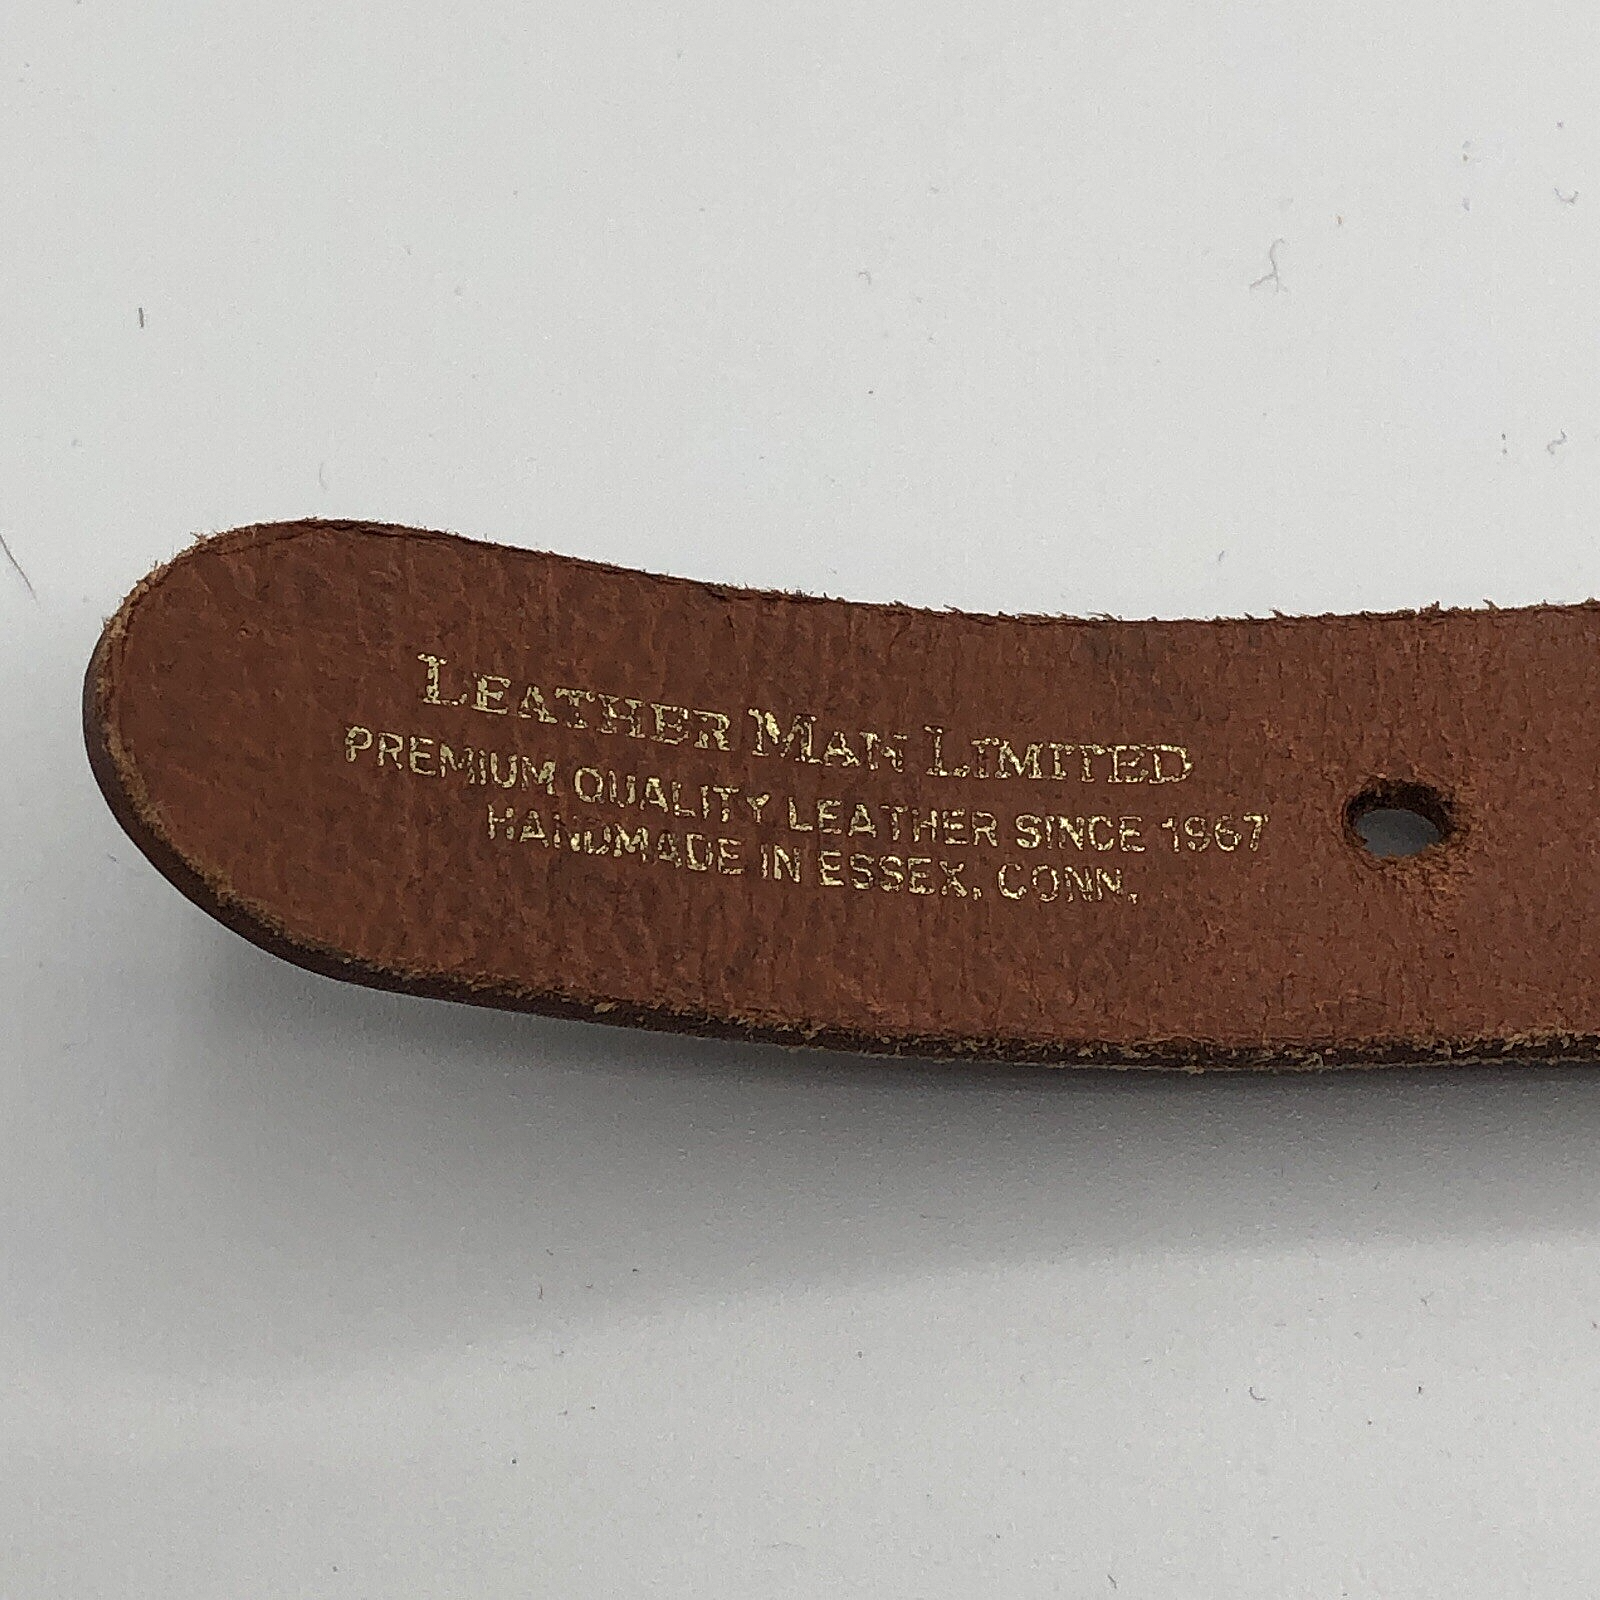 LEATHER MAN LIMITED
PREMIUM QUALITY LEATHER SINCE 1967
HANDMADE IN ESSEX, CONN.